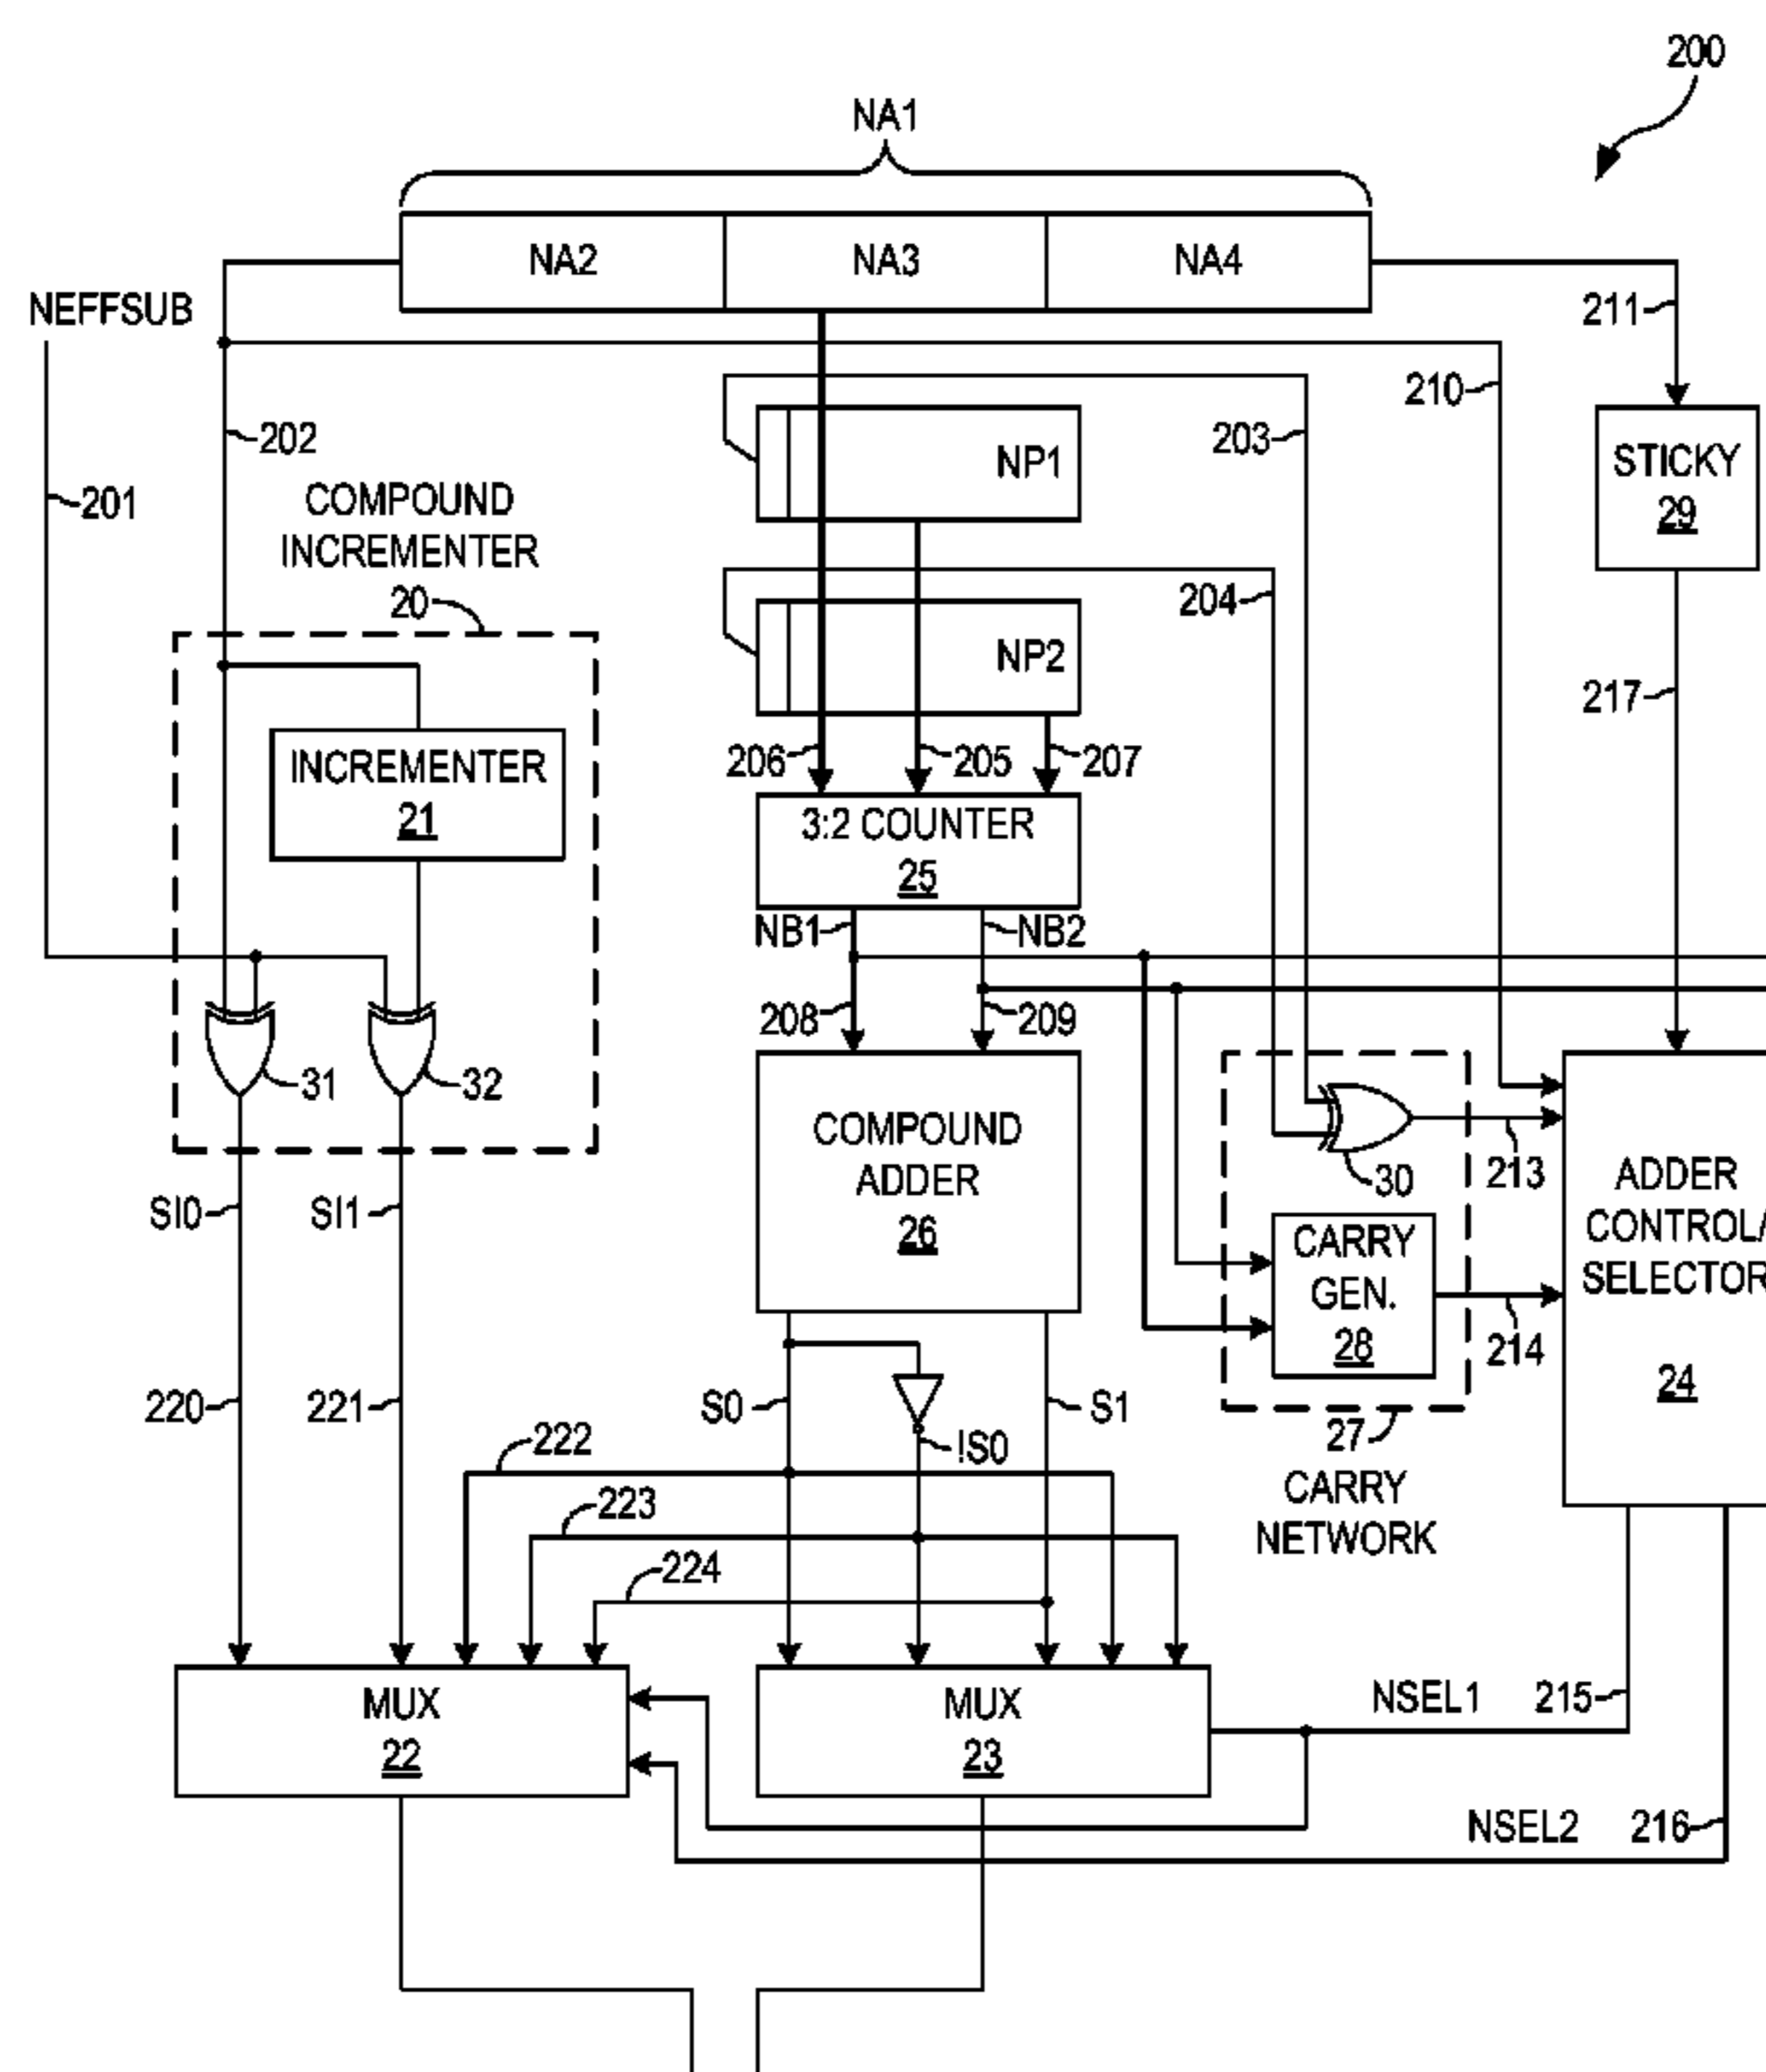 200
NA1
NA2 NA3 NA4
NEFFSUB
211
210
202
203
NP1
STICKY
29
201
COMPOUND
INCREMENTER
20
204
NP2
217
206 205 207
INCREMENTER
21
3:2 COUNTER
25
NB1 NB2
208 209
31 32
COMPOUND
ADDER
26
30
213
ADDER
CONTROL/
SELECTOR
24
SI0 SI1
CARRY
GEN.
28
214
220 221
S0 S1
!S0
27
CARRY
NETWORK
222
223
224
MUX
22
MUX
23
NSEL1 215
NSEL2 216